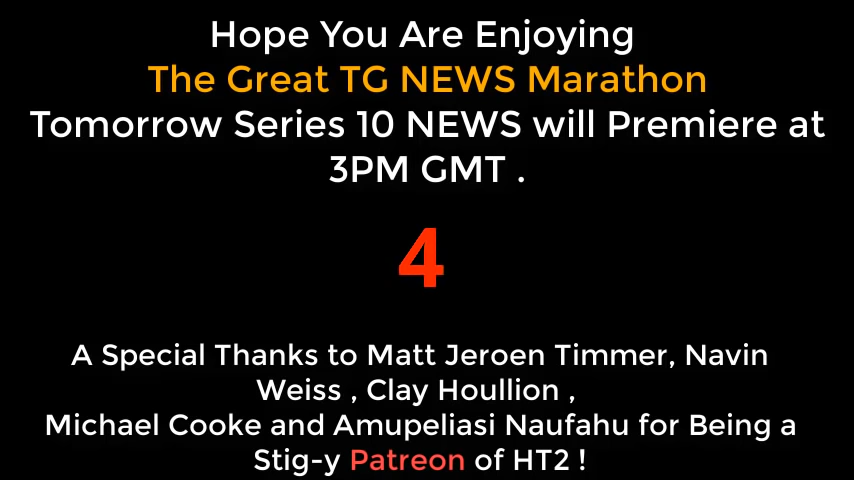 Hope You Are Enjoying
The Great TG NEWS Marathon
Tomorrow Series 10 NEWS will Premiere at
3PM GMT .
4
A Special Thanks to Matt Jeroen Timmer, Navin
Weiss , Clay Houllion ,
Michael Cooke and Amupeliasi Naufahu for Being a
Stig-y Patreon of HT2 !